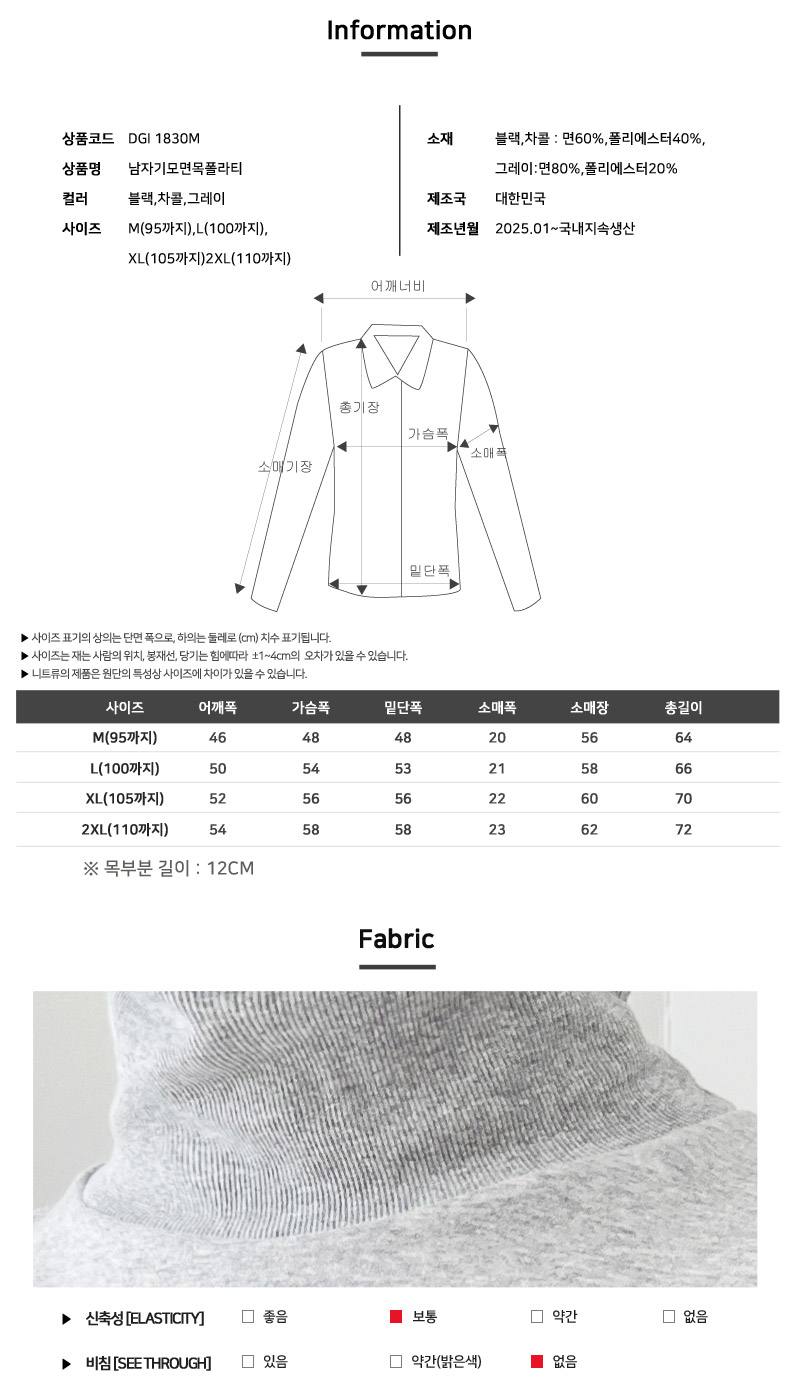 Information
상품코드 DGI 1830M
상품명 남자기모면목폴라티
컬러 블랙,차콜,그레이
사이즈 M(95까지),L(100까지),
XL(105까지)2XL(110까지)
소재 블랙,차콜 : 면60%,폴리에스터40%,
그레이:면80%,폴리에스터20%
제조국 대한민국
제조년월 2025.01~국내지속생산
어깨너비
총기장
가슴폭
소매폭
소매기장
밑단폭
▶ 사이즈 표기의 상의는 단면 폭으로, 하의는 둘레로 (cm) 치수 표기됩니다.
▶ 사이즈는 재는 사람의 위치, 봉재선, 당기는 힘에따라 ±1~4cm의 오차가 있을 수 있습니다.
▶ 니트류의 제품은 원단의 특성상 사이즈에 차이가 있을 수 있습니다.
사이즈 어깨폭 가슴폭 밑단폭 소매폭 소매장 총길이
M(95까지) 46 48 48 20 56 64
L(100까지) 50 54 53 21 58 66
XL(105까지) 52 56 56 22 60 70
2XL(110까지) 54 58 58 23 62 72
※ 목부분 길이 : 12CM
Fabric
▶ 신축성 [ELASTICITY] □ 좋음 ■ 보통 □ 약간 □ 없음
▶ 비침 [SEE THROUGH] □ 있음 □ 약간(밝은색) ■ 없음